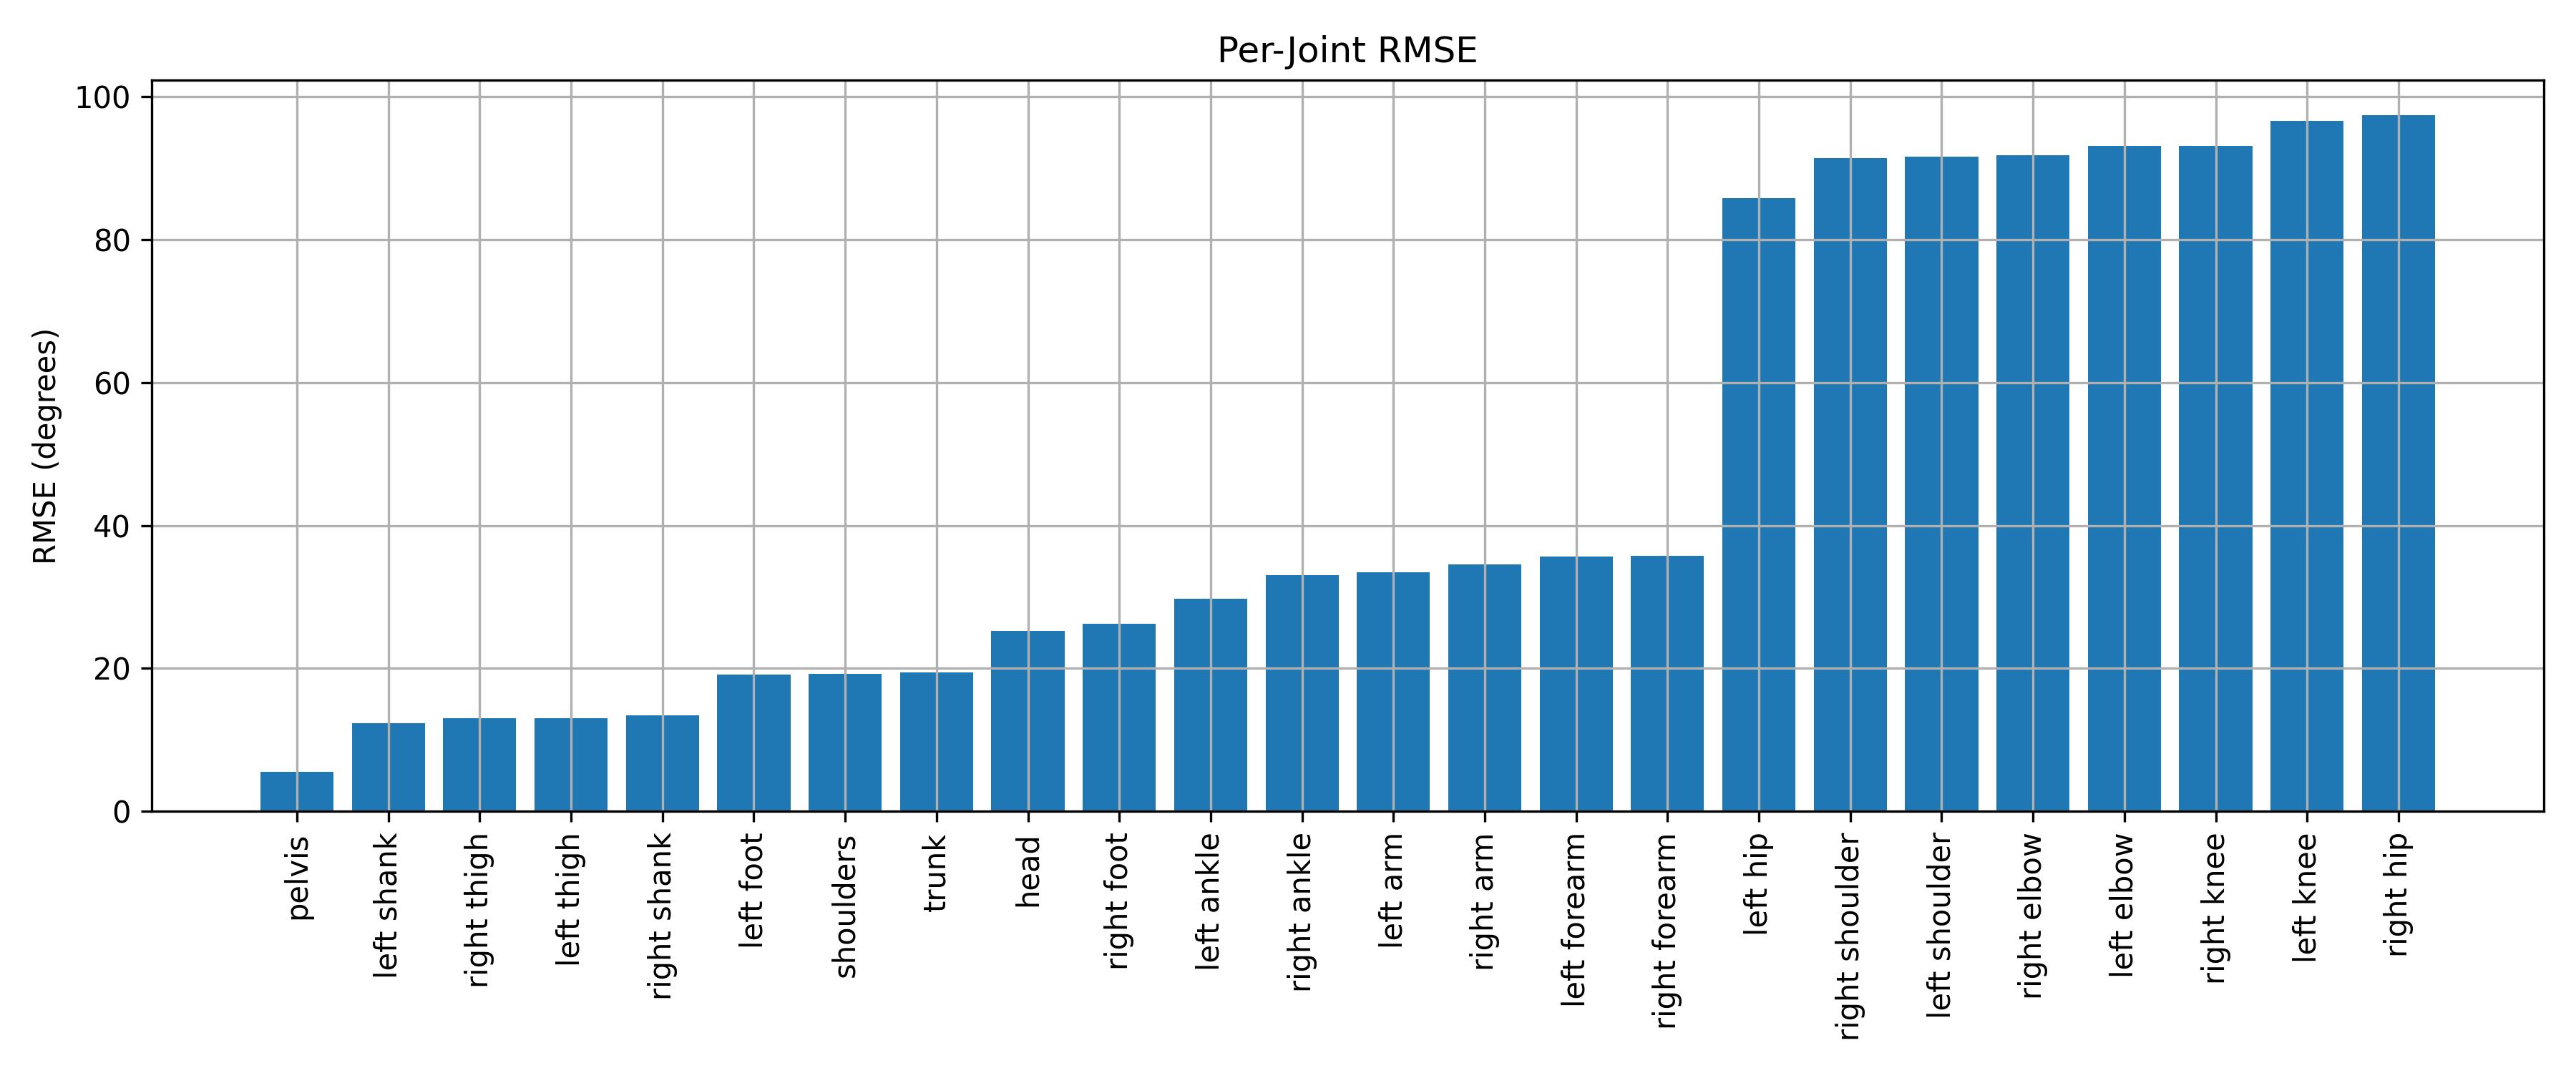 Per-Joint RMSE
RMSE (degrees)
100
80
60
40
20
0
pelvis
left shank
right thigh
left thigh
right shank
left foot
shoulders
trunk
head
right foot
left ankle
right ankle
left arm
right arm
left forearm
right forearm
left hip
right shoulder
left shoulder
right elbow
left elbow
right knee
left knee
right hip